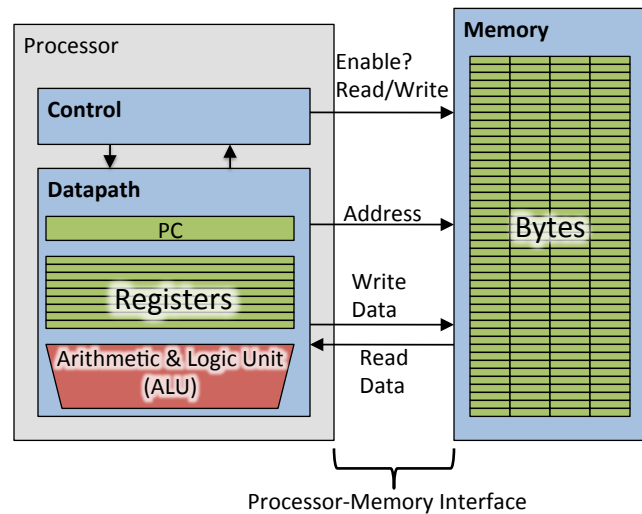 Processor
Control
Datapath
PC
Registers
Arithmetic & Logic Unit
(ALU)
Enable?
Read/Write
Address
Write
Data
Read
Data
Memory
Bytes
Processor-Memory Interface